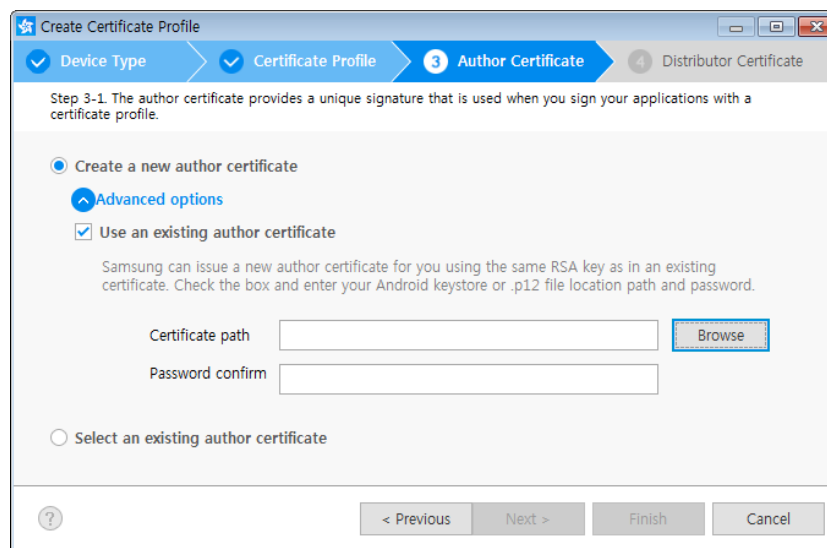 Create Certificate Profile
Device Type
Certificate Profile
3 Author Certificate
4 Distributor Certificate
Step 3-1. The author certificate provides a unique signature that is used when you sign your applications with a
certificate profile.
Create a new author certificate
Advanced options
Use an existing author certificate
Samsung can issue a new author certificate for you using the same RSA key as in an existing
certificate. Check the box and enter your Android keystore or .p12 file location path and password.
Certificate path
Browse
Password confirm
Select an existing author certificate
?
< Previous
Next >
Finish
Cancel